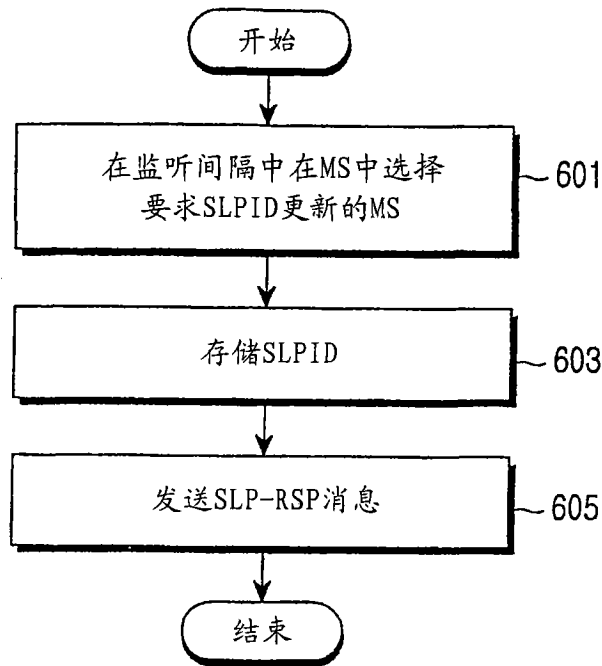 开始
在监听间隔中在MS中选择
要求SLPID更新的MS
601
存储SLPID
603
发送SLP-RSP消息
605
结束